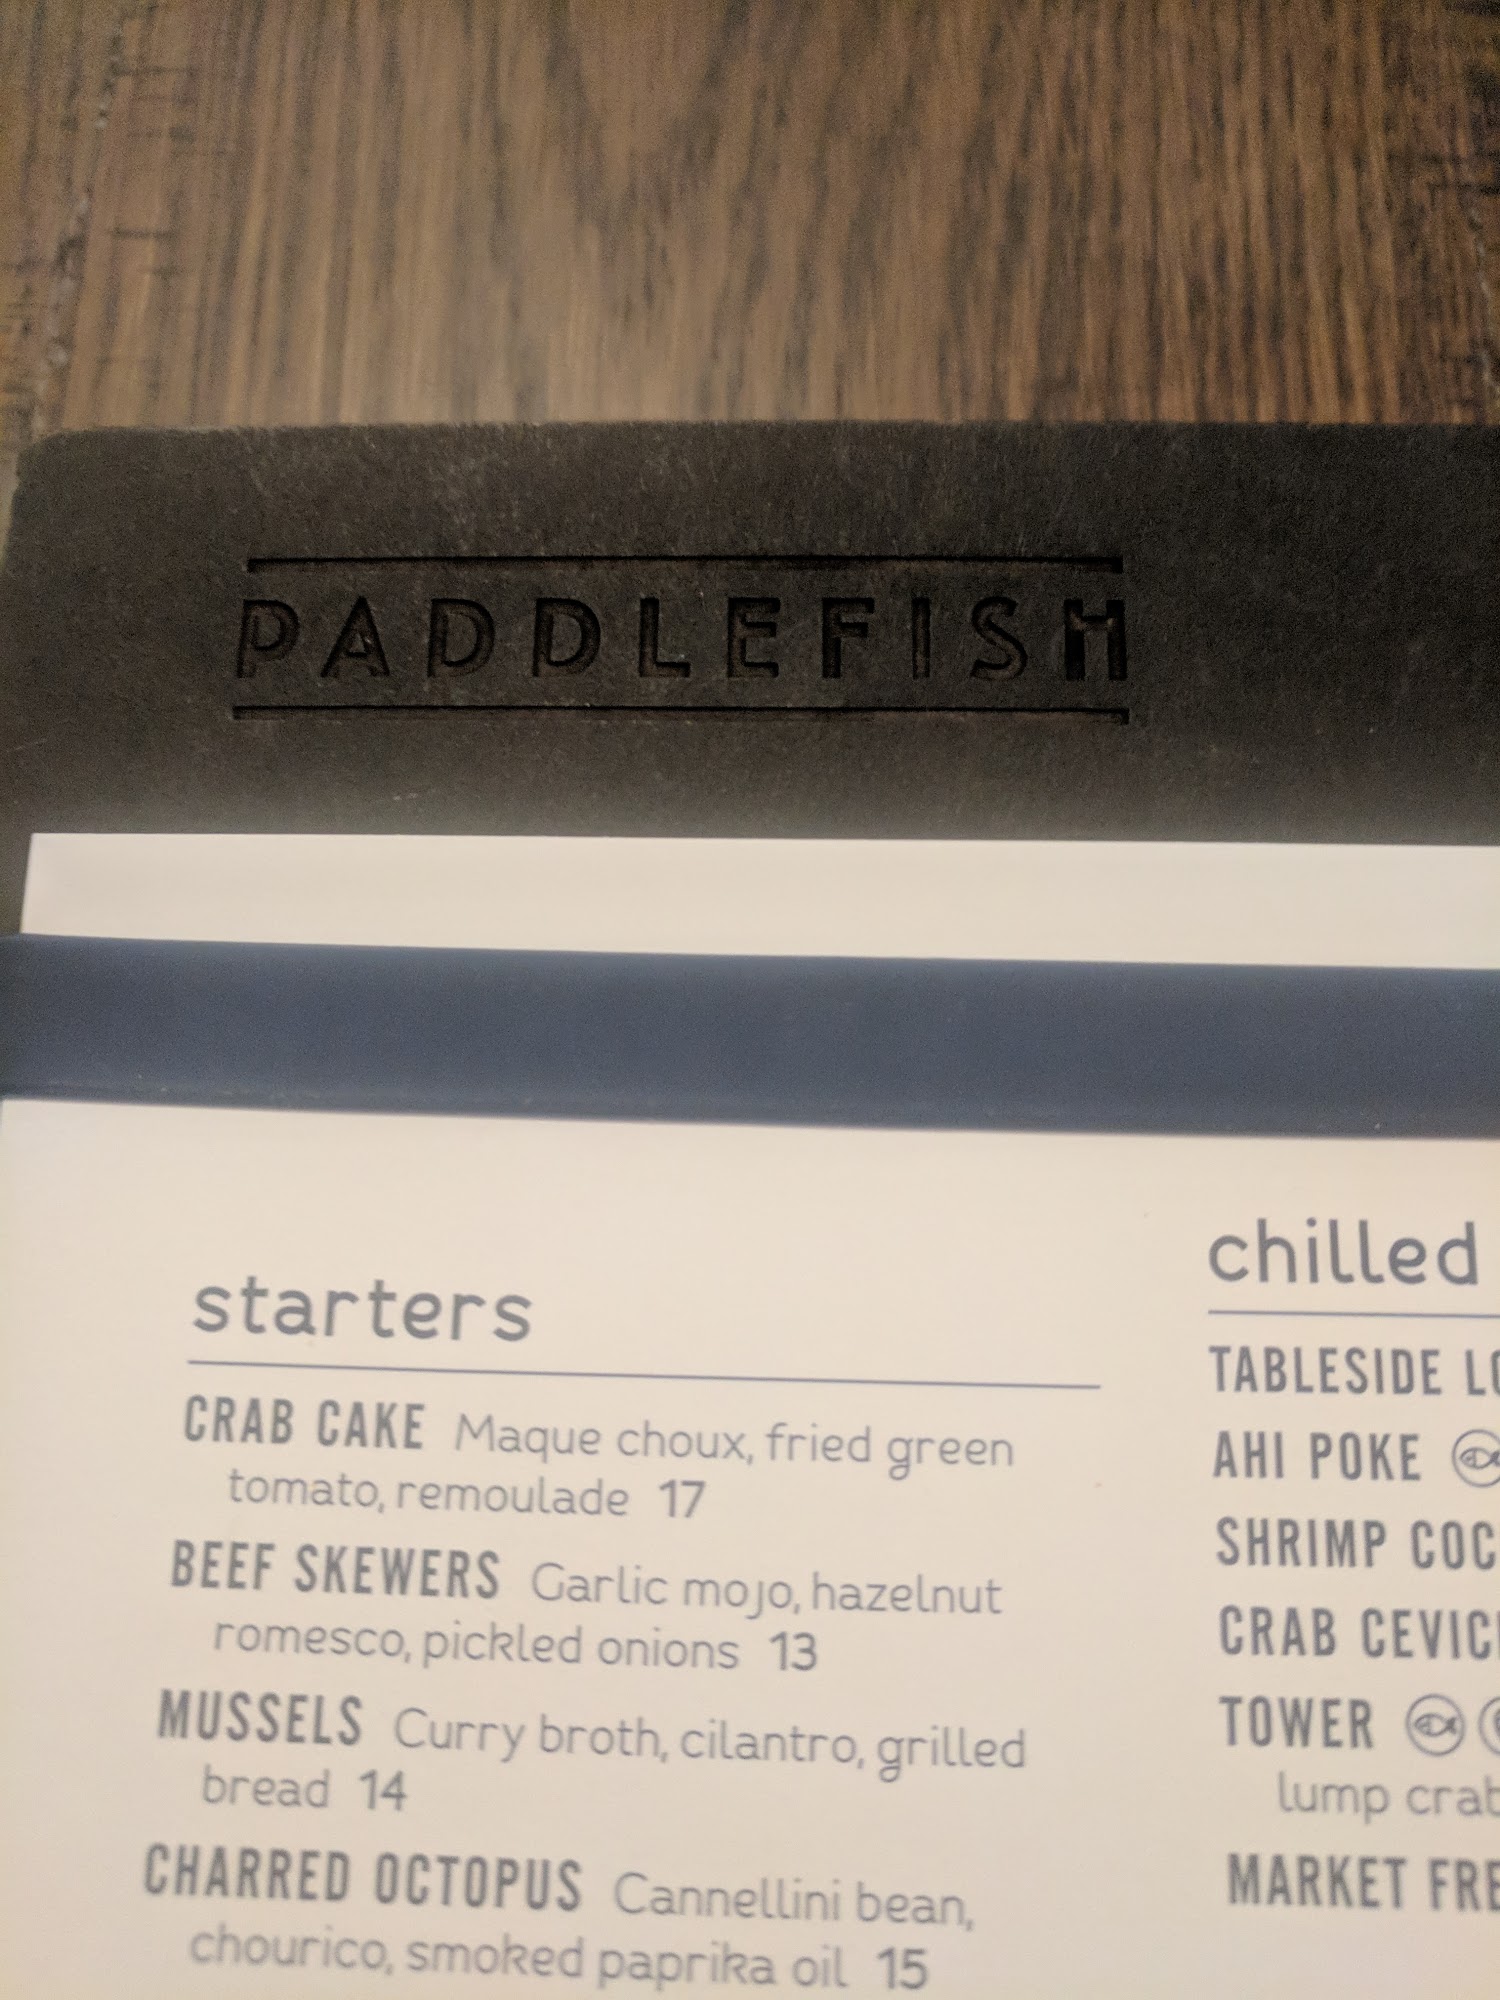 PADDLEFISH
starters
CRAB CAKE Maque choux, fried green
tomato, remoulade 17
BEEF SKEWERS Garlic mojo, hazelnut
romesco, pickled onions 13
MUSSELS Curry broth, cilantro, grilled
bread 14
CHARRED OCTOPUS Cannellini bean,
chourico, smoked paprika oil 15
chilled
TABLESIDE
AHI POKE
SHRIMP
CRAB
TOWER
lump
MARKET